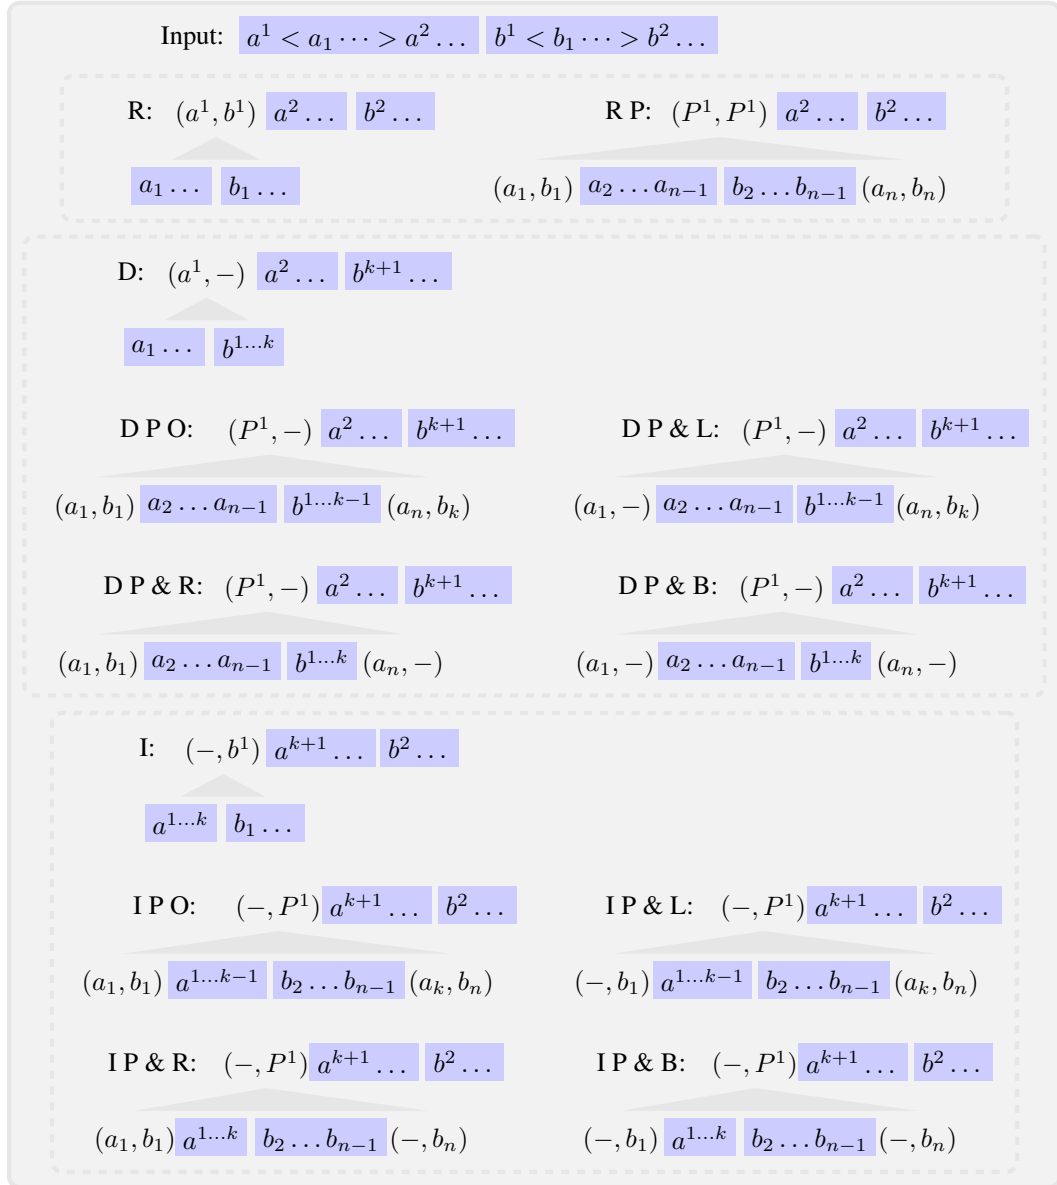 Input: a^1 < a_1 ⋯ > a^2 … b^1 < b_1 ⋯ > b^2 …
R: (a^1, b^1) a^2 … b^2 …
a_1 … b_1 …
R P: (P^1, P^1) a^2 … b^2 …
(a_1, b_1) a_2 … a_{n−1} b_2 … b_{n−1} (a_n, b_n)
D: (a^1, −) a^2 … b^{k+1} …
a_1 … b^{1…k}
D P O: (P^1, −) a^2 … b^{k+1} …
(a_1, b_1) a_2 … a_{n−1} b^{1…k−1} (a_n, b_k)
D P & L: (P^1, −) a^2 … b^{k+1} …
(a_1, −) a_2 … a_{n−1} b^{1…k−1} (a_n, b_k)
D P & R: (P^1, −) a^2 … b^{k+1} …
(a_1, b_1) a_2 … a_{n−1} b^{1…k} (a_n, −)
D P & B: (P^1, −) a^2 … b^{k+1} …
(a_1, −) a_2 … a_{n−1} b^{1…k} (a_n, −)
I: (−, b^1) a^{k+1} … b^2 …
a^{1…k} b_1 …
I P O: (−, P^1) a^{k+1} … b^2 …
(a_1, b_1) a^{1…k−1} b_2 … b_{n−1} (a_k, b_n)
I P & L: (−, P^1) a^{k+1} … b^2 …
(−, b_1) a^{1…k−1} b_2 … b_{n−1} (a_k, b_n)
I P & R: (−, P^1) a^{k+1} … b^2 …
(a_1, b_1) a^{1…k} b_2 … b_{n−1} (−, b_n)
I P & B: (−, P^1) a^{k+1} … b^2 …
(−, b_1) a^{1…k} b_2 … b_{n−1} (−, b_n)